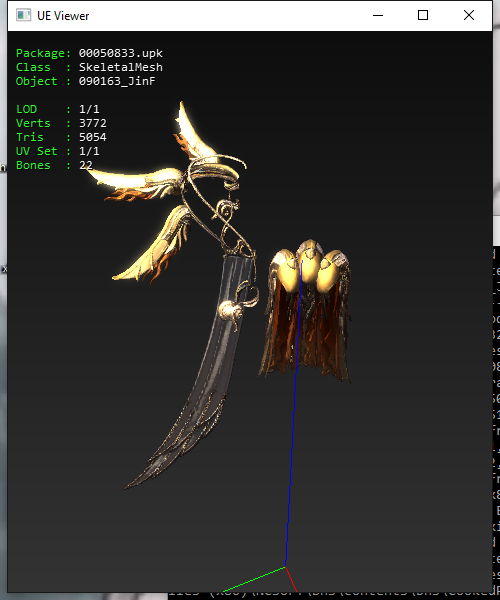 UE Viewer
Package: 00050833.upk
Class  : SkeletalMesh
Object : 090163_JinF
LOD    : 1/1
Verts  : 3772
Tris   : 5054
UV Set : 1/1
Bones  : 22